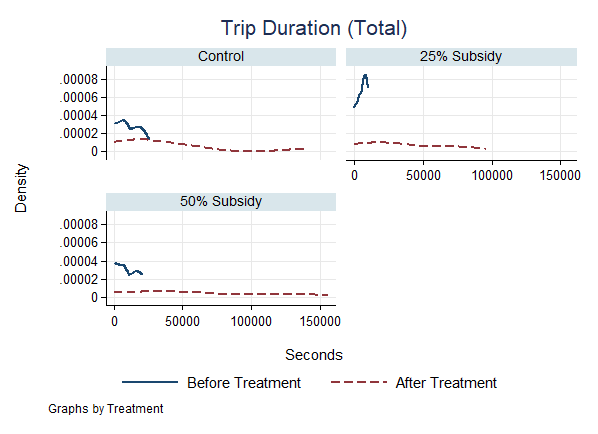 Trip Duration (Total)
Control
25% Subsidy
.00008
.00006
.00004
.00002
0
0 50000 100000 150000
50% Subsidy
.00008
.00006
.00004
.00002
0
0 50000 100000 150000
Density
Seconds
Before Treatment
After Treatment
Graphs by Treatment